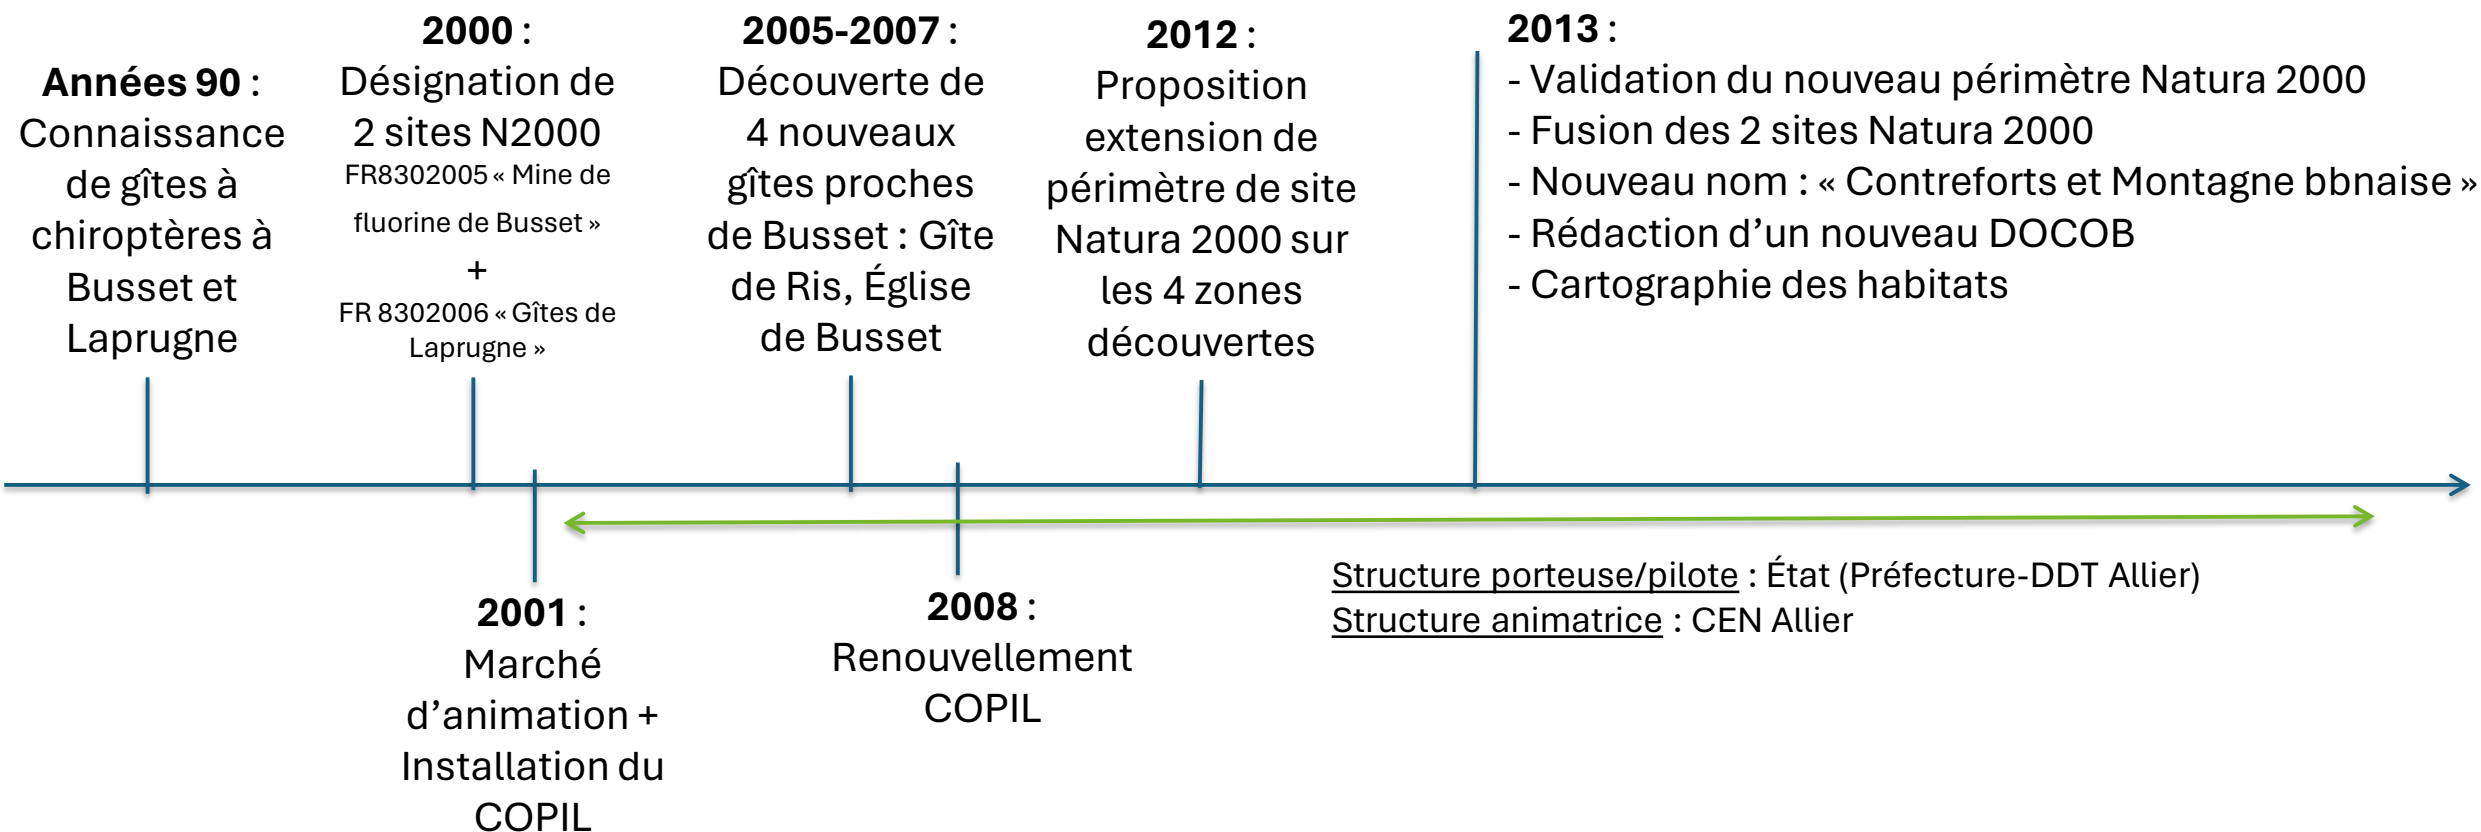 Années 90 :
Connaissance
de gîtes à
chiroptères à
Busset et
Laprugne
2000 :
Désignation de
2 sites N2000
FR8302005 « Mine de
fluorine de Busset »
+
FR 8302006 « Gîtes de
Laprugne »
2005-2007 :
Découverte de
4 nouveaux
gîtes proches
de Busset : Gîte
de Ris, Église
de Busset
2012 :
Proposition
extension de
périmètre de site
Natura 2000 sur
les 4 zones
découvertes
2013 :
- Validation du nouveau périmètre Natura 2000
- Fusion des 2 sites Natura 2000
- Nouveau nom : « Contreforts et Montagne bbnaise »
- Rédaction d’un nouveau DOCOB
- Cartographie des habitats
2001 :
Marché
d’animation +
Installation du
COPIL
2008 :
Renouvellement
COPIL
Structure porteuse/pilote : État (Préfecture-DDT Allier)
Structure animatrice : CEN Allier